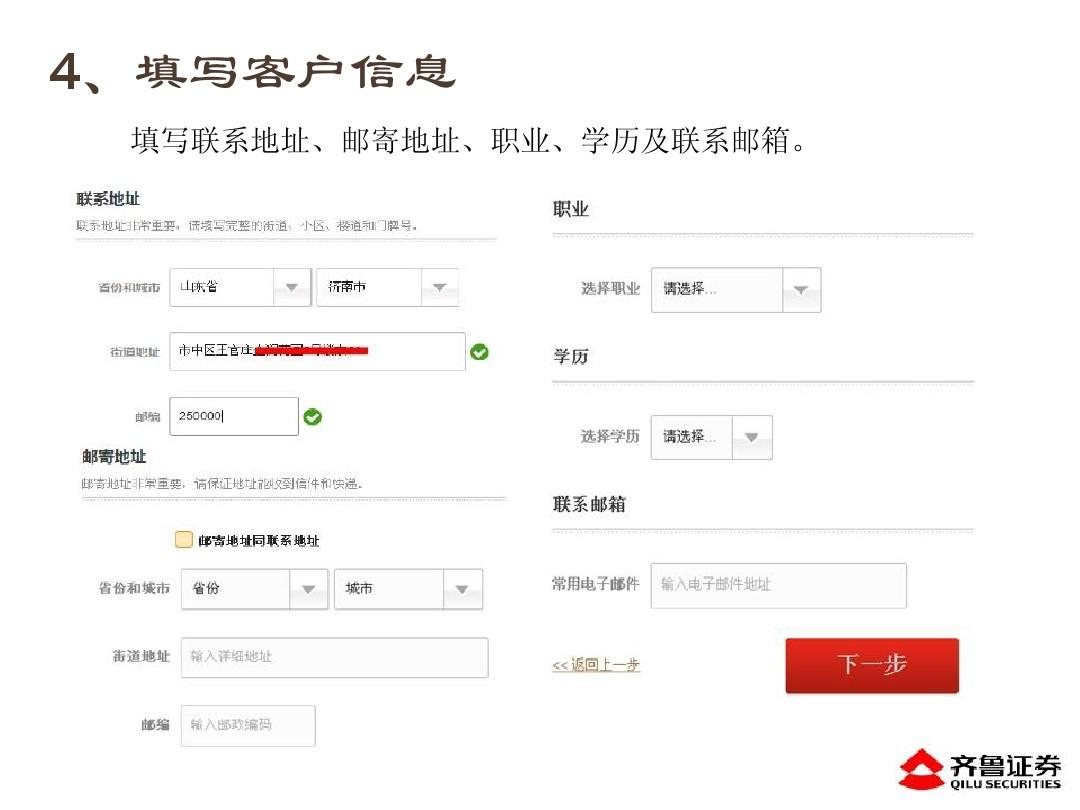 4、填写客户信息
填写联系地址、邮寄地址、职业、学历及联系邮箱。
联系地址
联系地址非常重要，请填写完整的街道、小区、楼道和门牌号。
省份和城市 山东省 济南市
街道地址 市中区王官庄
邮编 250000
邮寄地址
邮寄地址非常重要，请保证地址能收到信件和快递。
邮寄地址同联系地址
省份和城市 省份 城市
街道地址 输入详细地址
邮编 输入邮政编码
职业
选择职业 请选择...
学历
选择学历 请选择...
联系邮箱
常用电子邮件 输入电子邮件地址
<<返回上一步 下一步
齐鲁证券
QILU SECURITIES